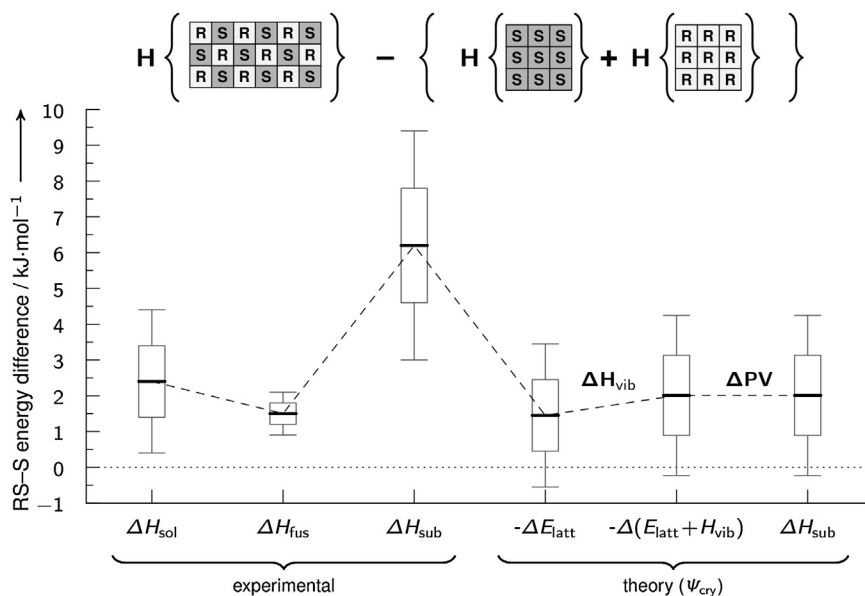 R S R S R S
S R S R S R
R S R S R S
H { } − { H { } + H { } }
S S S
S S S
S S S
R R R
R R R
R R R
RS–S energy difference / kJ·mol⁻¹
10
9
8
7
6
5
4
3
2
1
0
−1
ΔH_vib
ΔPV
ΔH_sol
ΔH_fus
ΔH_sub
-ΔE_latt
-Δ(E_latt+H_vib)
ΔH_sub
experimental
theory (Ψ_cry)